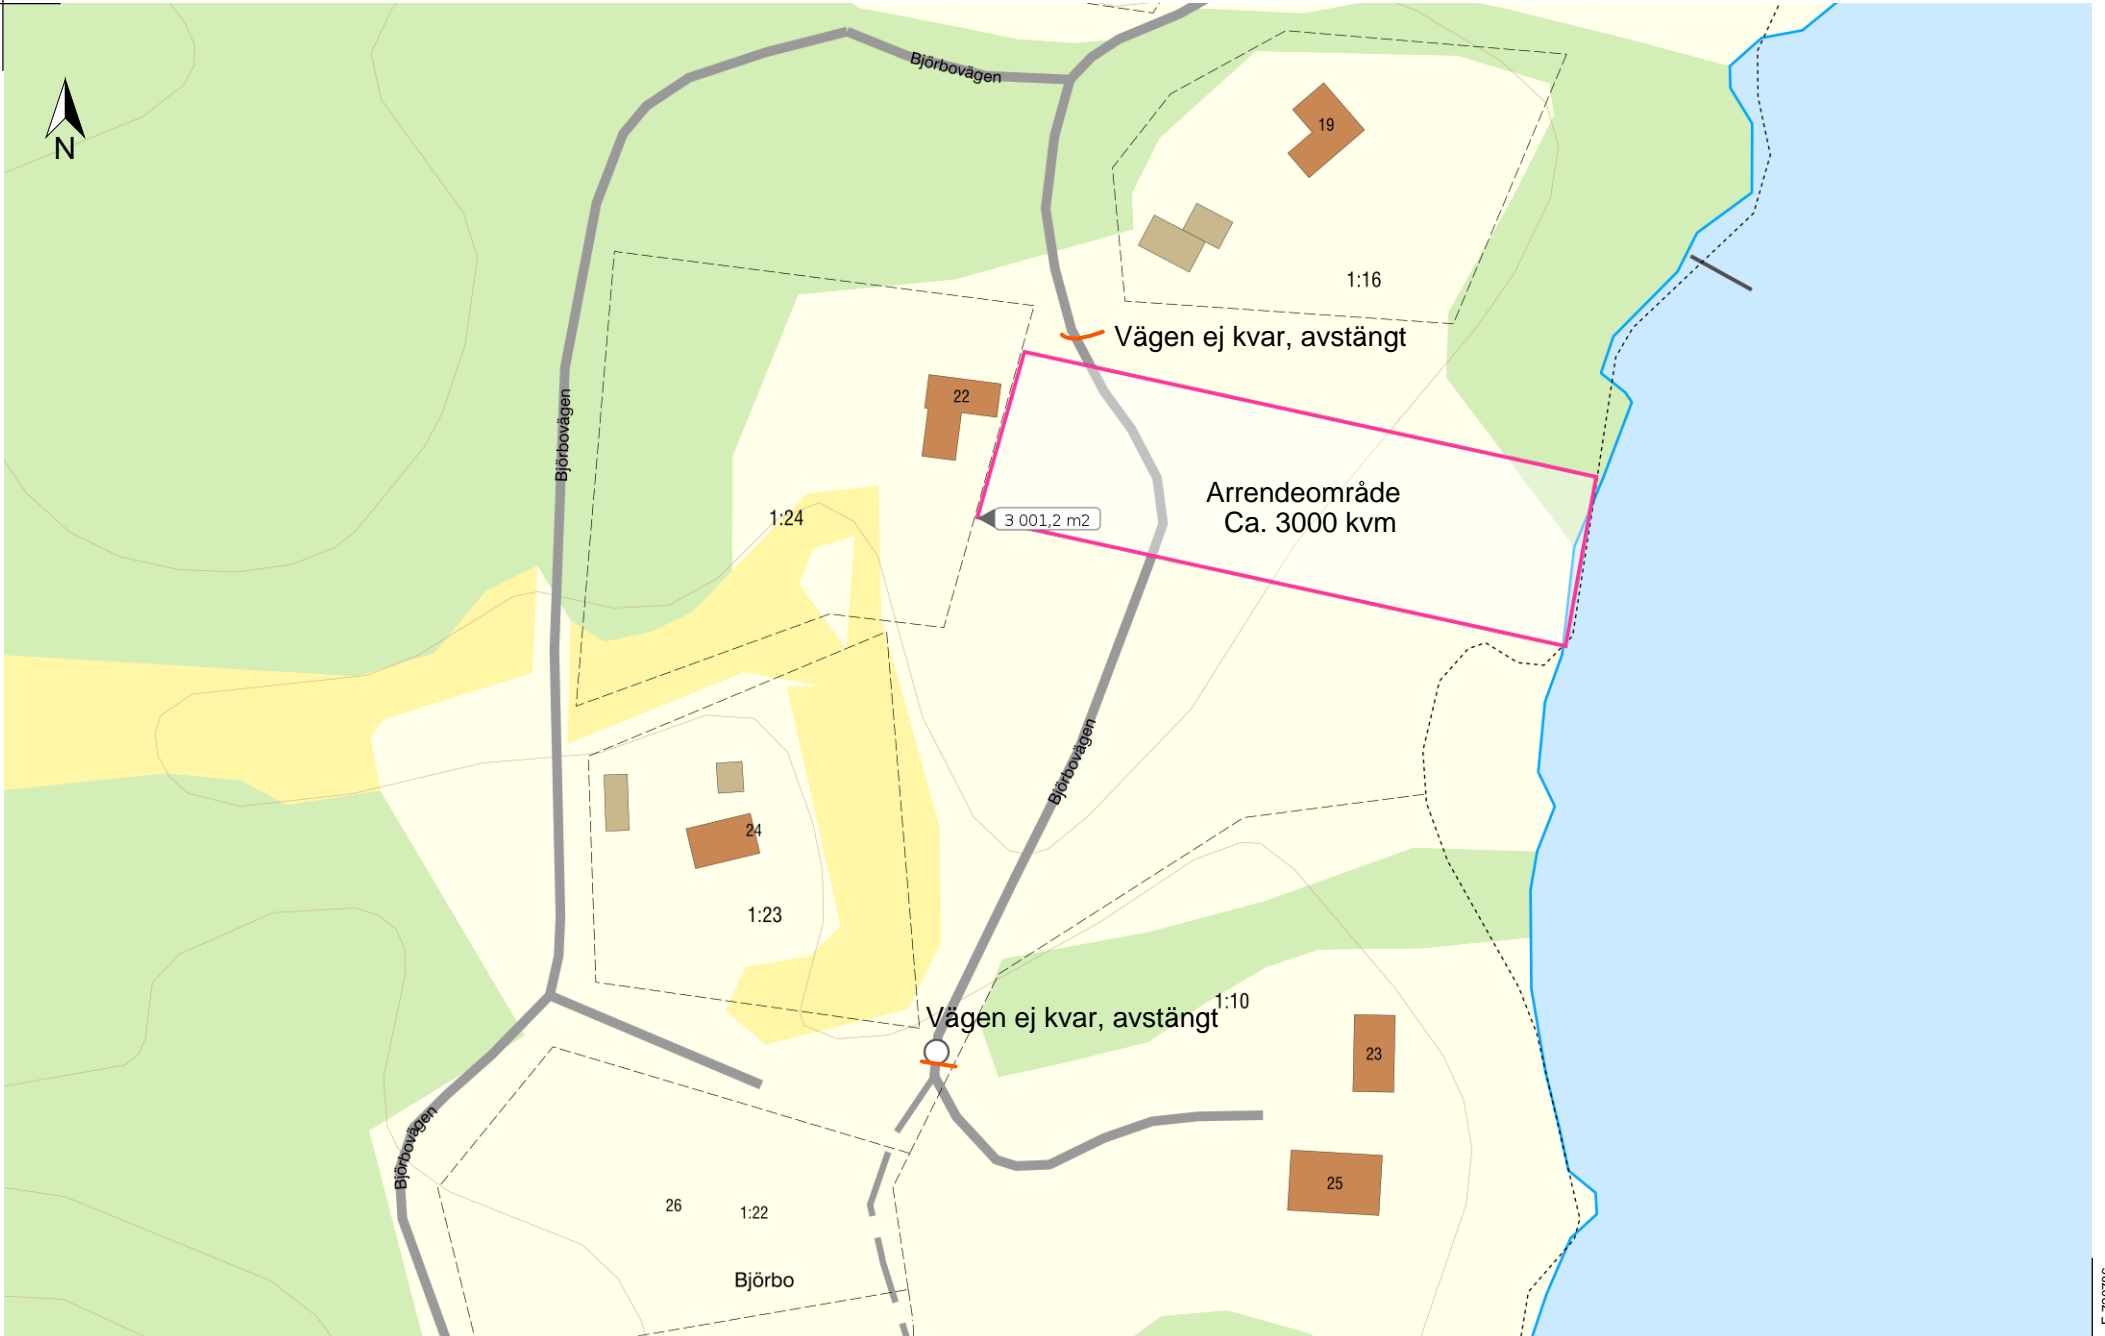 Björbovägen
19
N
1:16
Vägen ej kvar, avstängt
22
Björbovägen
Arrendeområde
Ca. 3000 kvm
1:24
3 001,2 m2
Björbovägen
24
1:23
1:10
Vägen ej kvar, avstängt
23
Björbovägen
25
26
1:22
Björbo